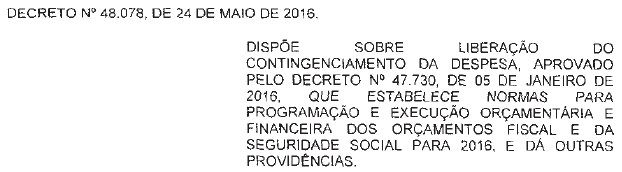 DECRETO Nº 48.078, DE 24 DE MAIO DE 2016.
DISPÕE SOBRE LIBERAÇÃO DO
CONTINGENCIAMENTO DA DESPESA, APROVADO
PELO DECRETO Nº 47.730, DE 05 DE JANEIRO DE
2016, QUE ESTABELECE NORMAS PARA
PROGRAMAÇÃO E EXECUÇÃO ORÇAMENTÁRIA E
FINANCEIRA DOS ORÇAMENTOS FISCAL E DA
SEGURIDADE SOCIAL PARA 2016, E DÁ OUTRAS
PROVIDÊNCIAS.